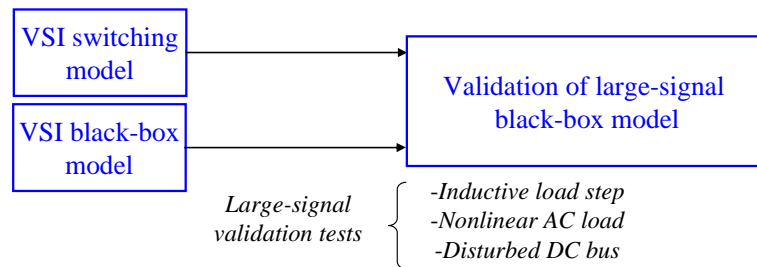 VSI switching
model
Validation of large-signal
black-box model
VSI black-box
model
Large-signal
validation tests
-Inductive load step
-Nonlinear AC load
-Disturbed DC bus